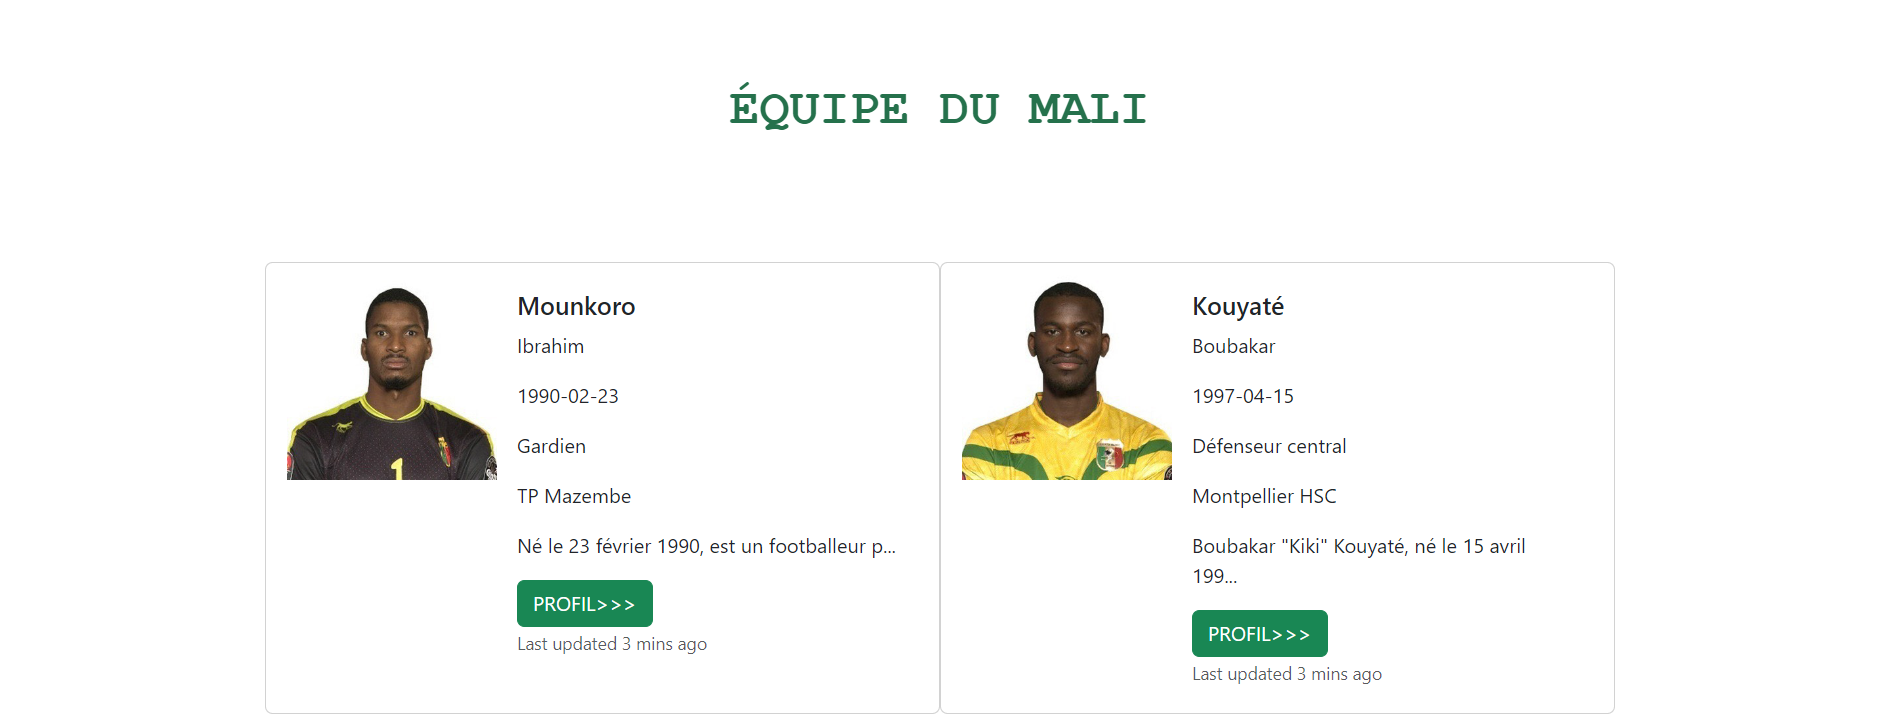 ÉQUIPE DU MALI
Mounkoro
Ibrahim
1990-02-23
Gardien
TP Mazembe
Né le 23 février 1990, est un footballeur p...
PROFIL>>>
Last updated 3 mins ago
1
Kouyaté
Boubakar
1997-04-15
Défenseur central
Montpellier HSC
Boubakar "Kiki" Kouyaté, né le 15 avril
199...
PROFIL>>>
Last updated 3 mins ago